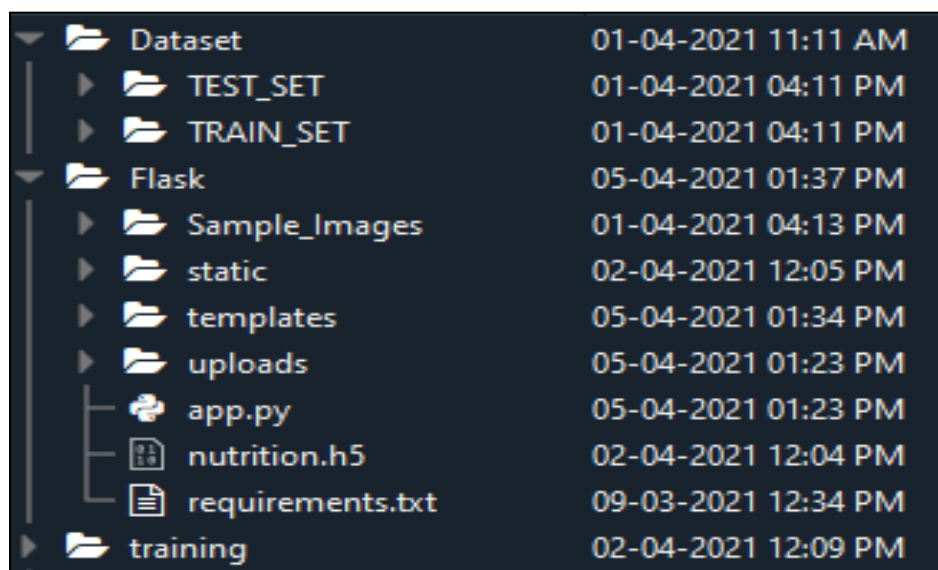 Dataset 01-04-2021 11:11 AM
TEST_SET 01-04-2021 04:11 PM
TRAIN_SET 01-04-2021 04:11 PM
Flask 05-04-2021 01:37 PM
Sample_Images 01-04-2021 04:13 PM
static 02-04-2021 12:05 PM
templates 05-04-2021 01:34 PM
uploads 05-04-2021 01:23 PM
app.py 05-04-2021 01:23 PM
nutrition.h5 02-04-2021 12:04 PM
requirements.txt 09-03-2021 12:34 PM
training 02-04-2021 12:09 PM